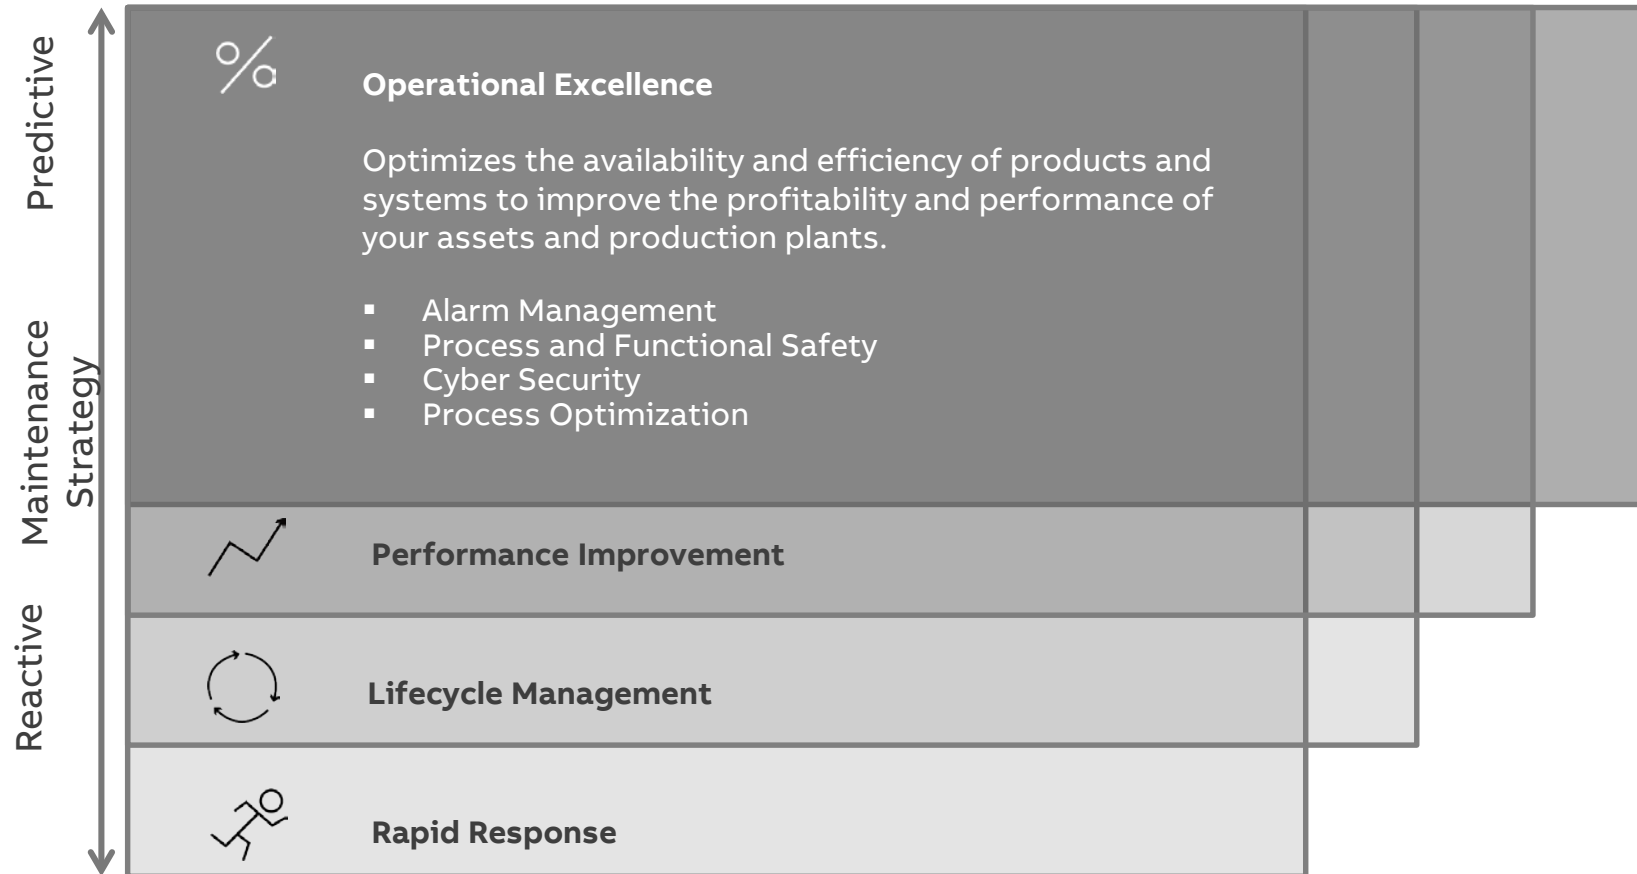 Predictive
Maintenance
Strategy
Reactive
Operational Excellence
Optimizes the availability and efficiency of products and
systems to improve the profitability and performance of
your assets and production plants.
▪ Alarm Management
▪ Process and Functional Safety
▪ Cyber Security
▪ Process Optimization
Performance Improvement
Lifecycle Management
Rapid Response